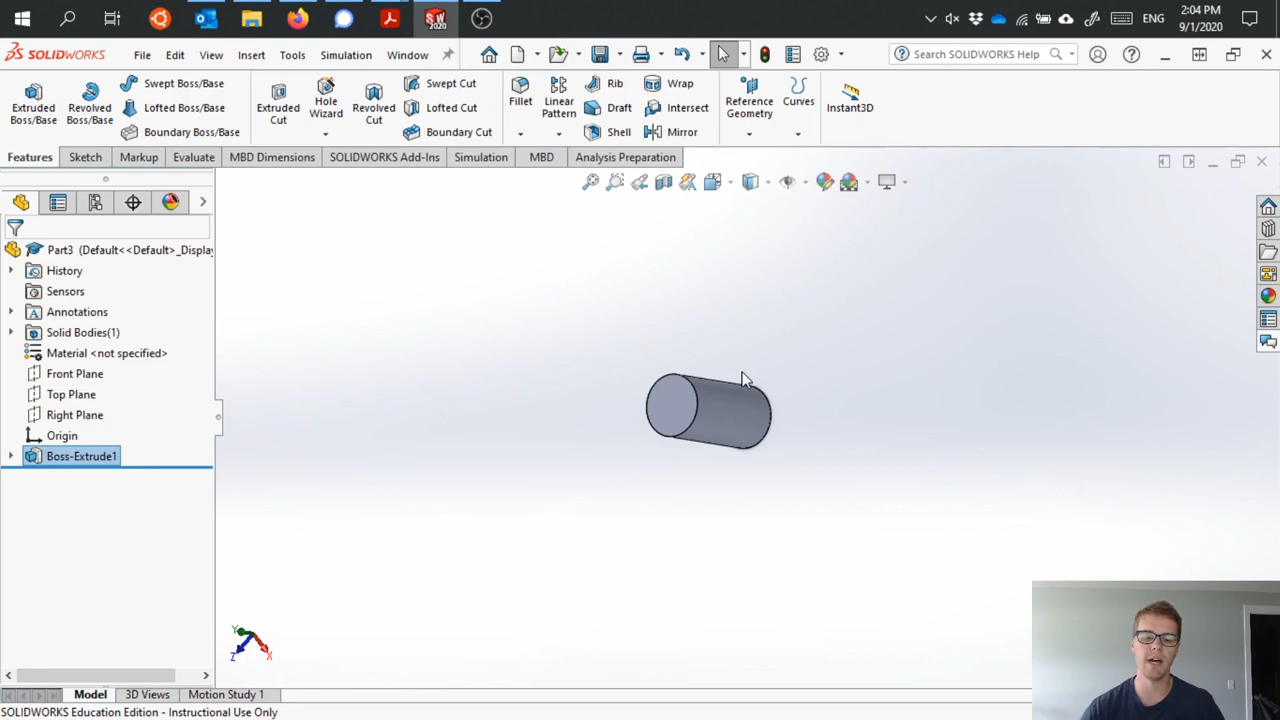 SW
2020
ENG
2:04 PM
9/1/2020
SOLIDWORKS
File
Edit
View
Insert
Tools
Simulation
Window
Search SOLIDWORKS Help
Extruded Boss/Base
Revolved Boss/Base
Swept Boss/Base
Lofted Boss/Base
Boundary Boss/Base
Extruded Cut
Hole Wizard
Revolved Cut
Swept Cut
Lofted Cut
Boundary Cut
Fillet
Linear Pattern
Rib
Draft
Shell
Wrap
Intersect
Mirror
Reference Geometry
Curves
Instant3D
Features
Sketch
Markup
Evaluate
MBD Dimensions
SOLIDWORKS Add-Ins
Simulation
MBD
Analysis Preparation
Part3 (Default<<Default>_Displa
History
Sensors
Annotations
Solid Bodies(1)
Material <not specified>
Front Plane
Top Plane
Right Plane
Origin
Boss-Extrude1
Y
Z
X
Model
3D Views
Motion Study 1
SOLIDWORKS Education Edition - Instructional Use Only